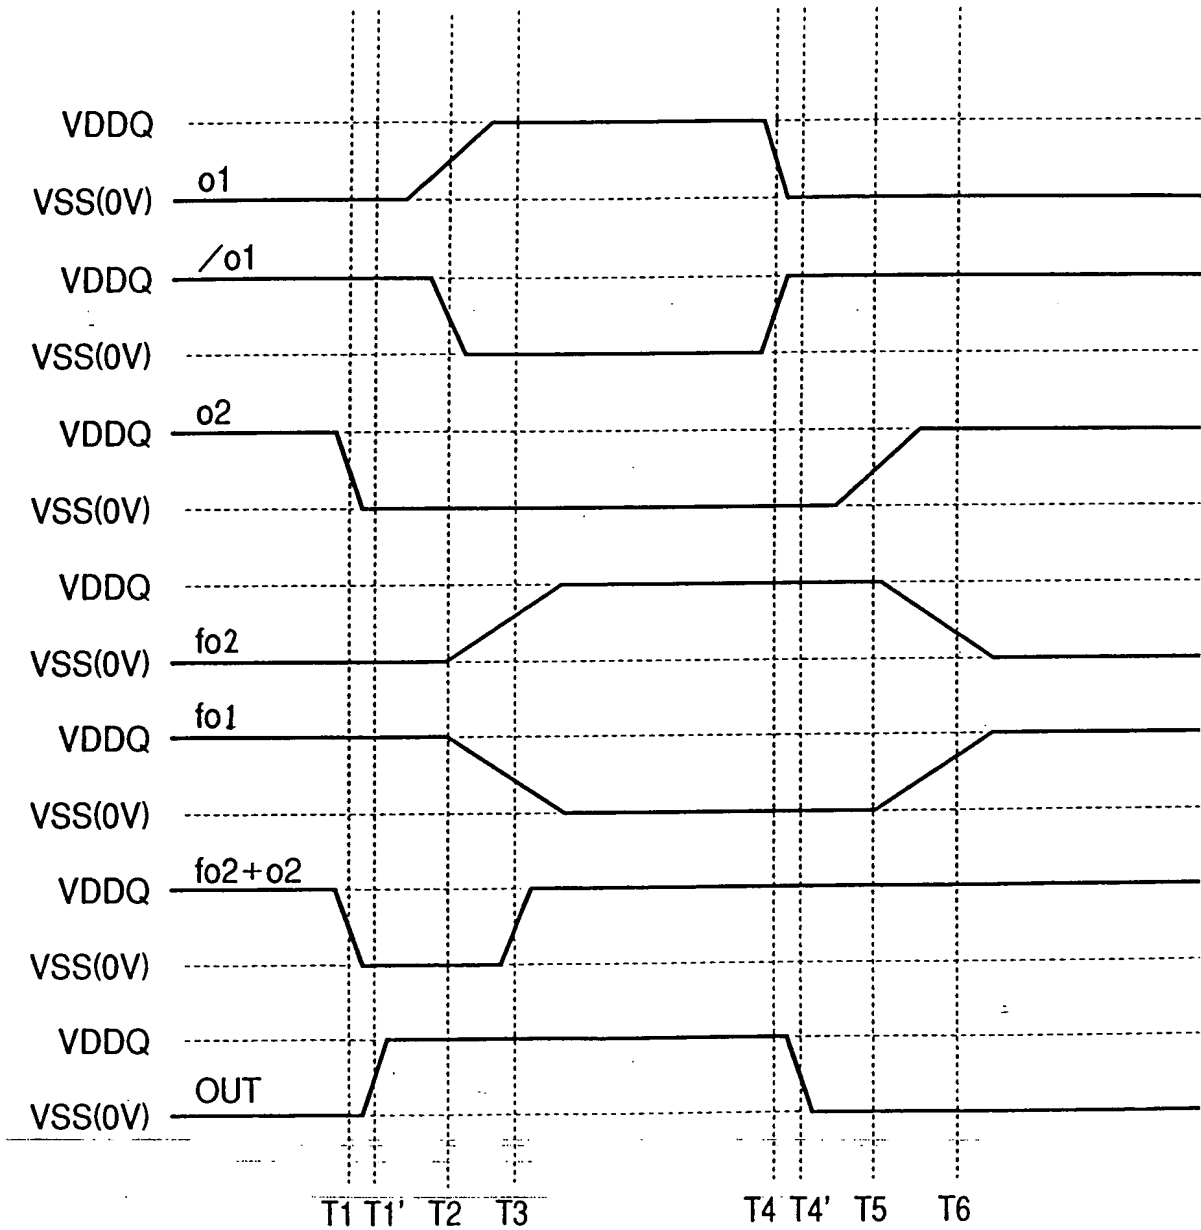 VDDQ
o1
VSS(0V)
/o1
VDDQ
VSS(0V)
o2
VDDQ
VSS(0V)
VDDQ
fo2
VSS(0V)
fo1
VDDQ
VSS(0V)
fo2+o2
VDDQ
VSS(0V)
VDDQ
OUT
VSS(0V)
T1 T1' T2 T3 T4 T4' T5 T6